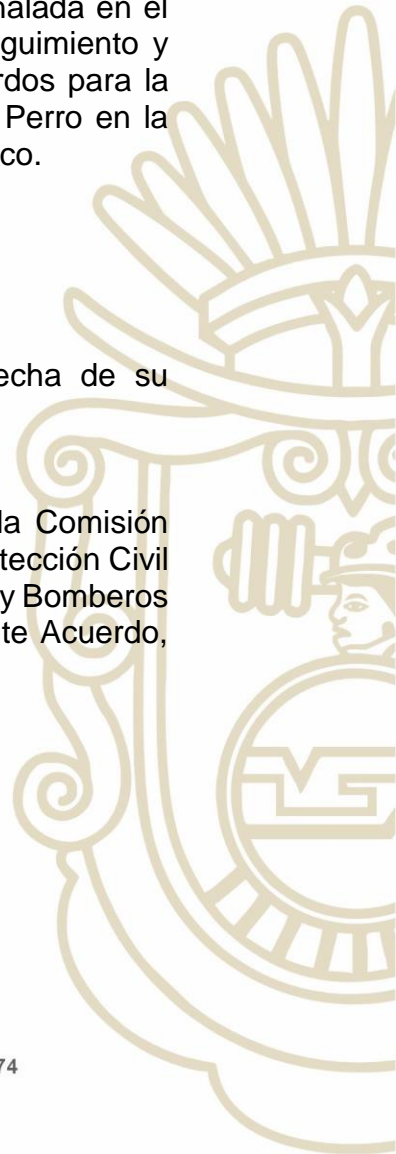 nalada en el
guimiento y
rdos para la
Perro en la
co.
echa de su
la Comisión
tección Civil
y Bomberos
te Acuerdo,
74